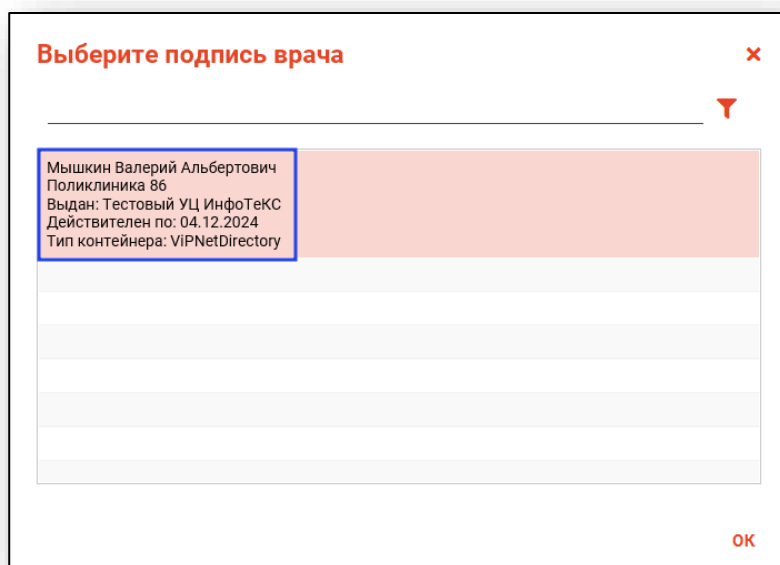 Выберите подпись врача
Мышкин Валерий Альбертович
Поликлиника 86
Выдан: Тестовый УЦ ИнфоТеКС
Действителен по: 04.12.2024
Тип контейнера: ViPNetDirectory
ОК